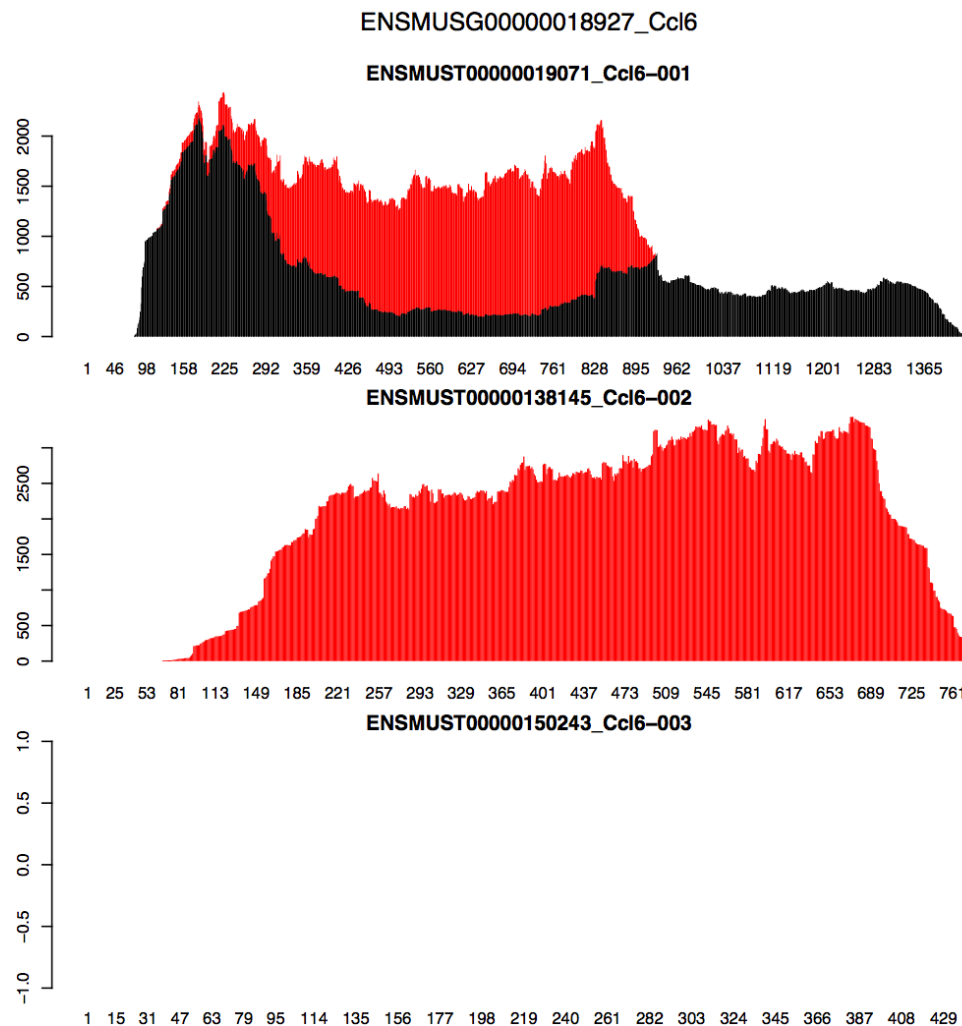 ENSMUSG00000018927_Ccl6
ENSMUST00000019071_Ccl6−001
2000
1500
1000
500
0
1 46 98 158 225 292 359 426 493 560 627 694 761 828 895 962 1037 1119 1201 1283 1365
ENSMUST00000138145_Ccl6−002
2500
1500
500
0
1 25 53 81 113 149 185 221 257 293 329 365 401 437 473 509 545 581 617 653 689 725 761
ENSMUST00000150243_Ccl6−003
1.0
0.5
0.0
−0.5
−1.0
1 15 31 47 63 79 95 114 135 156 177 198 219 240 261 282 303 324 345 366 387 408 429